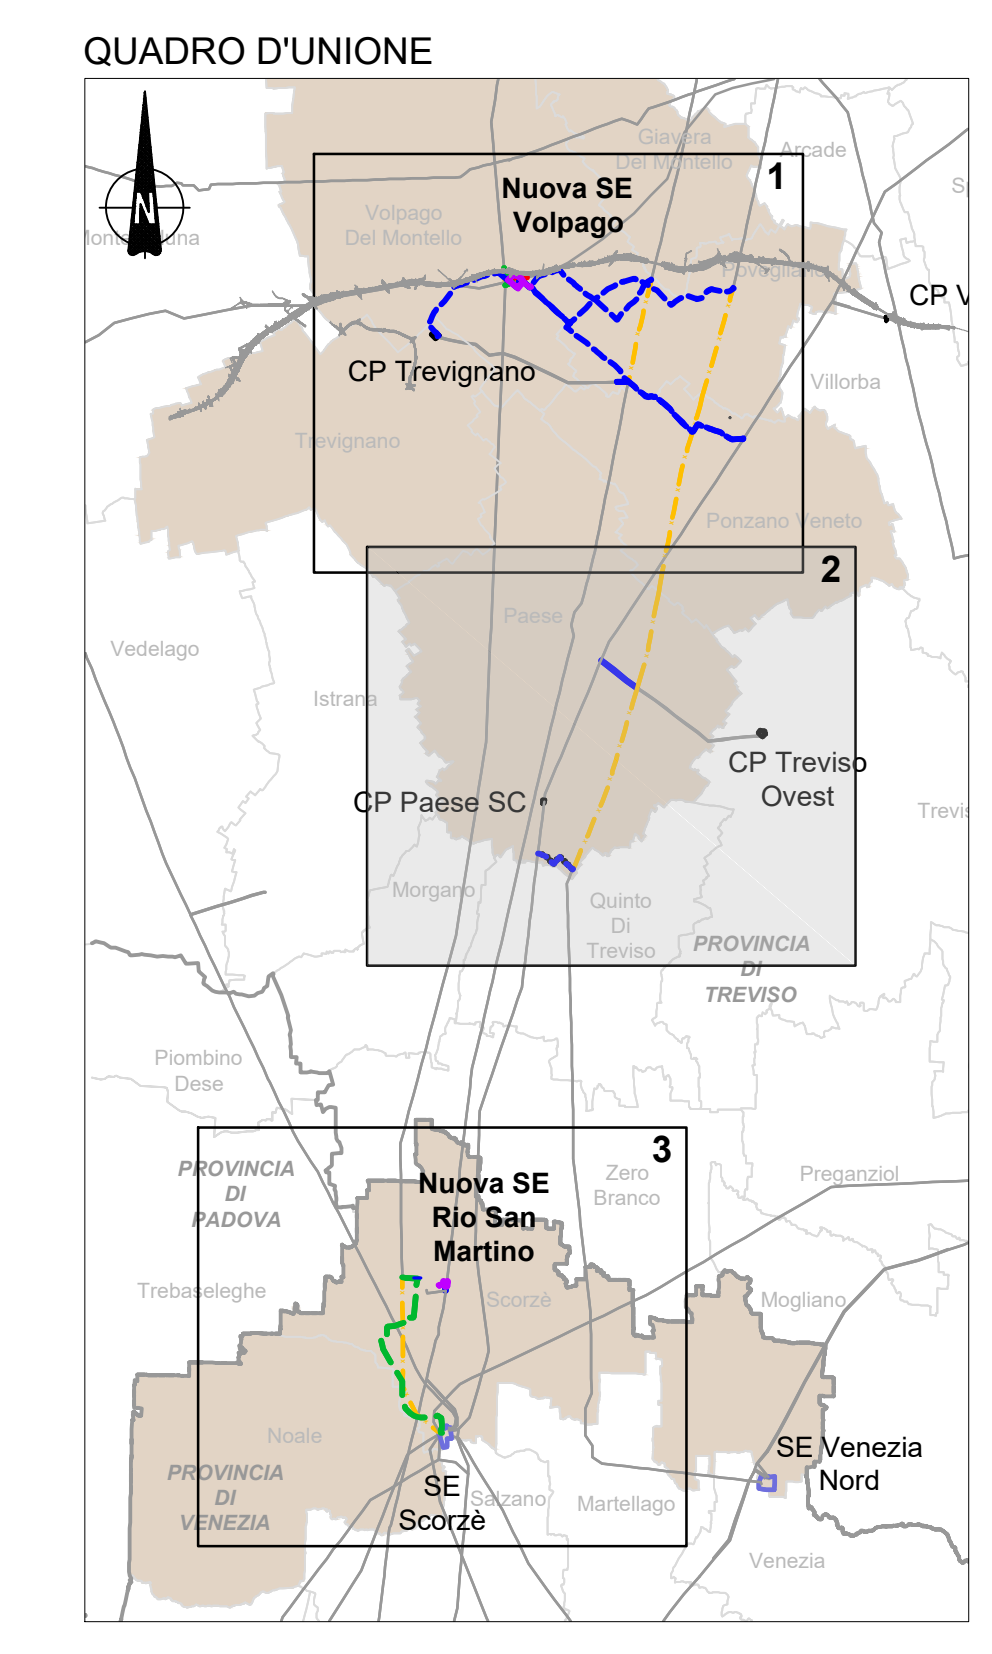 QUADRO D'UNIONE
Giavera
Del Montello
Arcade
1
Nuova SE
Volpago
Volpago
Del Montello
N
Povegliano
CP V
CP Trevignano
Villorba
Trevignano
Ponzano Veneto
2
Paese
Vedelago
Istrana
CP Treviso
Ovest
CP Paese SC
Trevis
Morgano
Quinto
Di
Treviso
PROVINCIA
DI
TREVISO
Piombino
Dese
3
PROVINCIA
DI
PADOVA
Nuova SE
Rio San
Martino
Zero
Branco
Preganziol
Trebaseleghe
Scorzè
Mogliano
Noale
SE Venezia
Nord
PROVINCIA
DI
VENEZIA
SE
Scorzè
Salzano
Martellago
Venezia